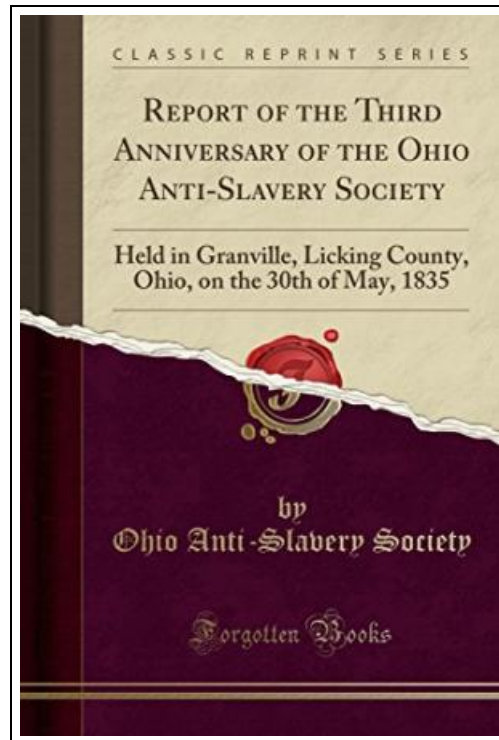 CLASSIC REPRINT SERIES
REPORT OF THE THIRD
ANNIVERSARY OF THE OHIO
ANTI-SLAVERY SOCIETY
Held in Granville, Licking County,
Ohio, on the 30th of May, 1835
by
Ohio Anti-Slavery Society
Forgotten Books